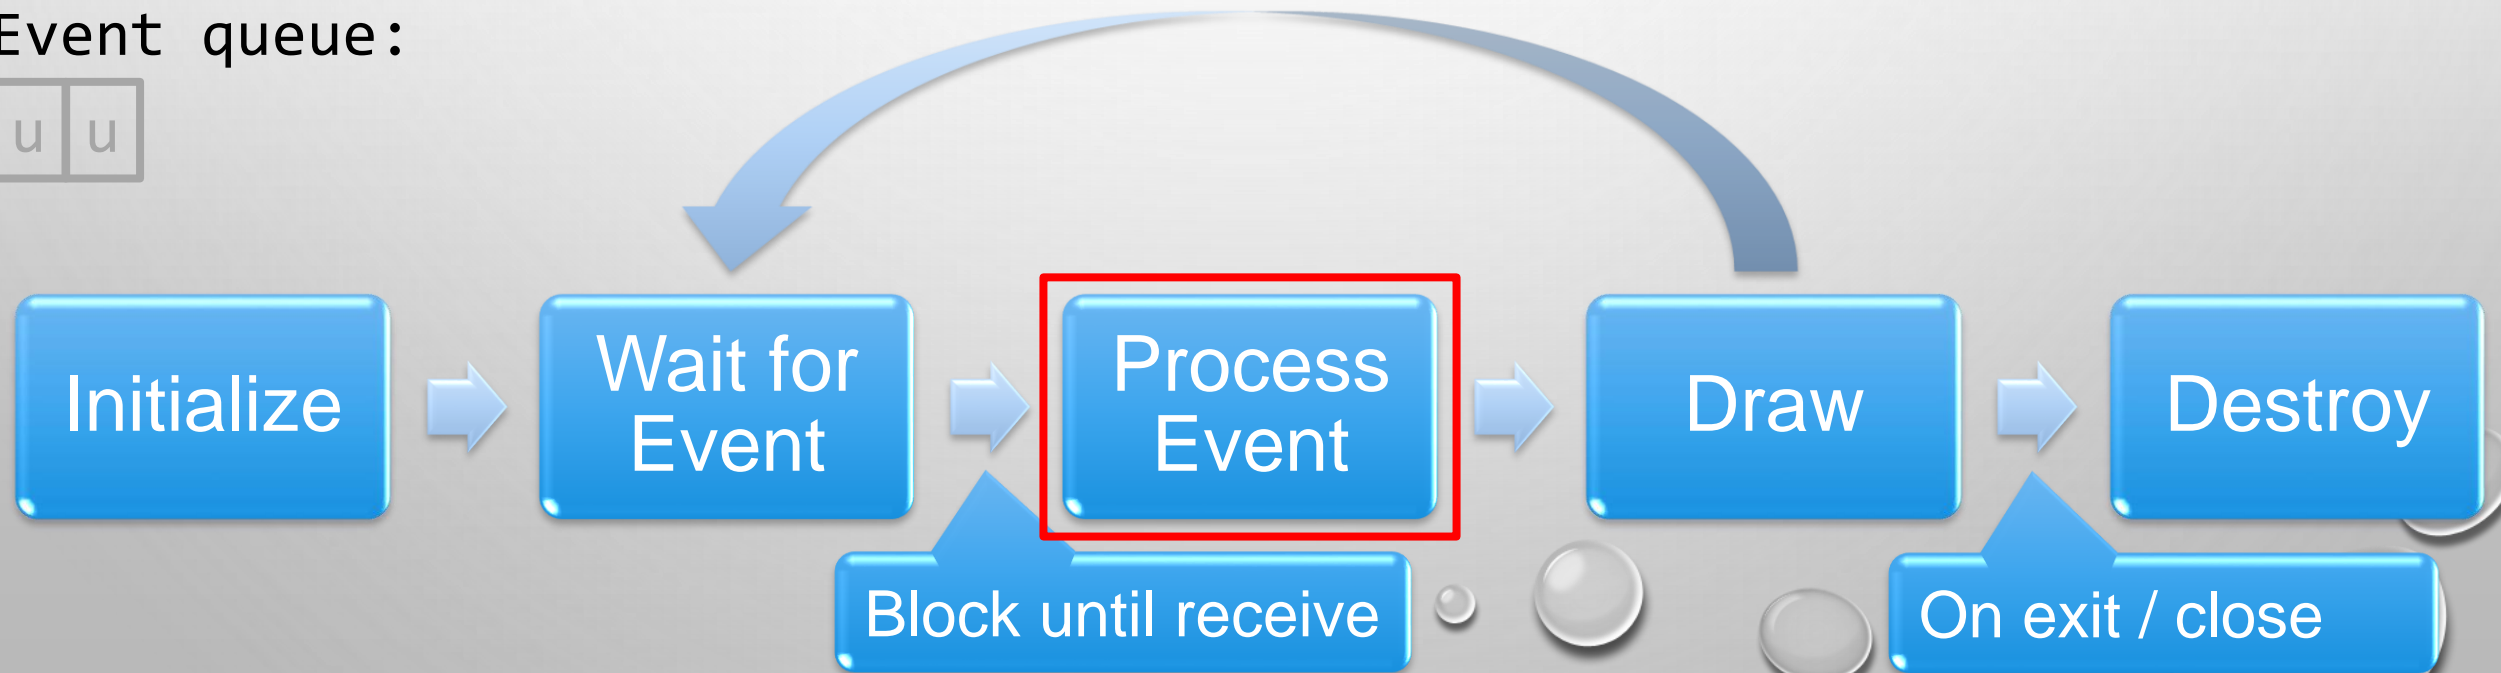 Event queue:
u u
Initialize
Wait for
Event
Process
Event
Draw
Destroy
Block until receive
On exit / close